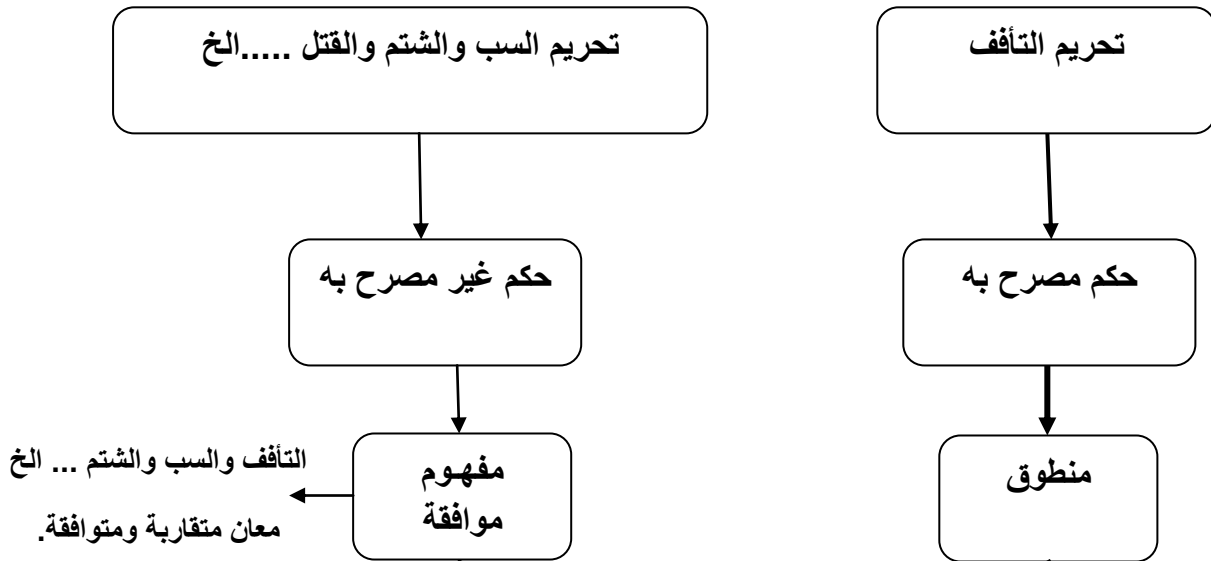 تحريم التأفف
تحريم السب والشتم والقتل .....الخ
حكم مصرح به
حكم غير مصرح به
منطوق
مفهوم
موافقة
التأفف والسب والشتم ... الخ
معان متقاربة ومتوافقة.